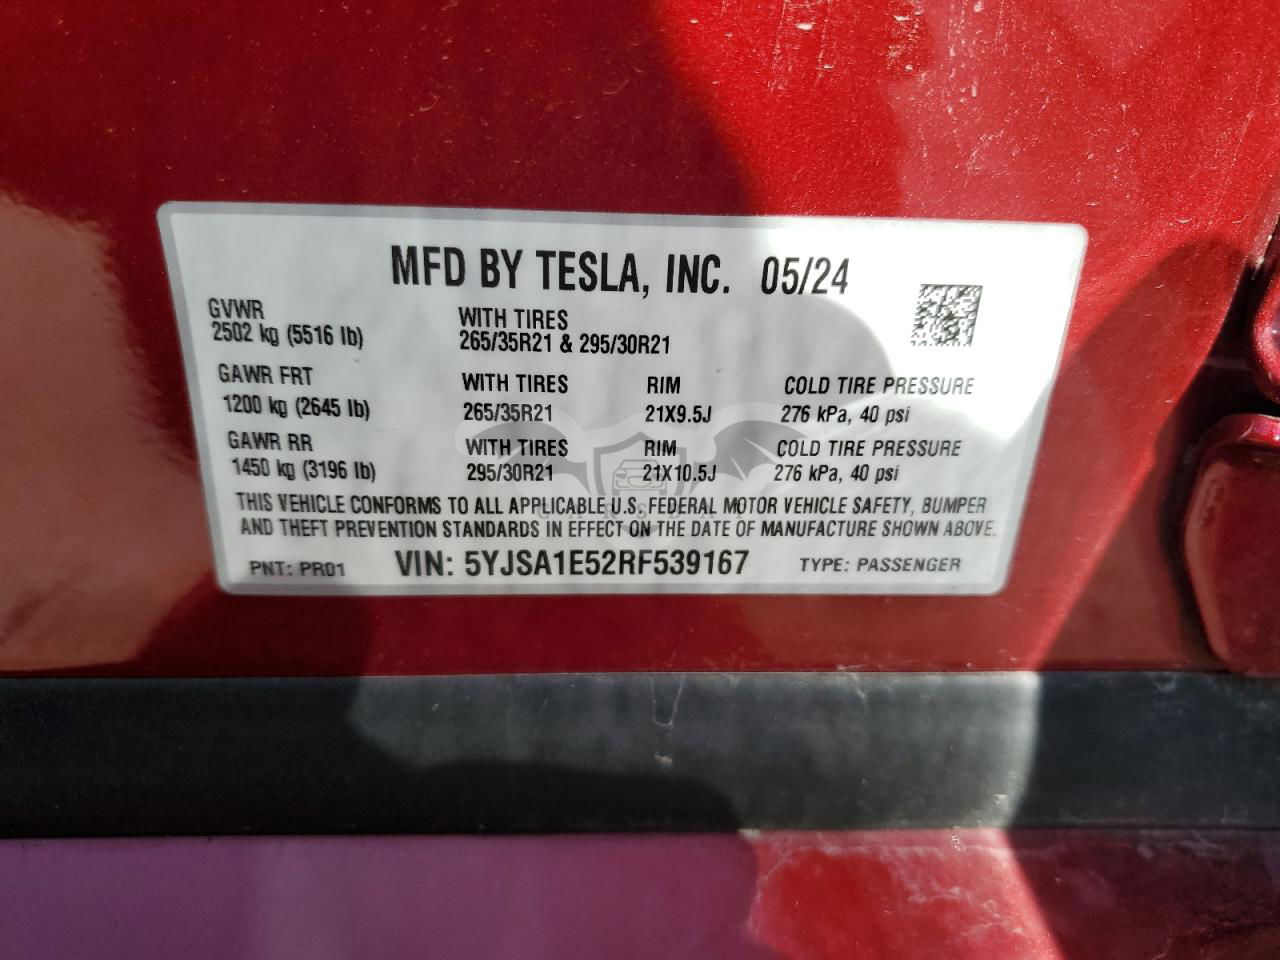 MFD BY TESLA, INC. 05/24
GVWR
2502 kg (5516 lb)
WITH TIRES
265/35R21 & 295/30R21
GAWR FRT WITH TIRES RIM COLD TIRE PRESSURE
1200 kg (2645 lb) 265/35R21 21X9.5J 276 kPa, 40 psi
GAWR RR WITH TIRES RIM COLD TIRE PRESSURE
1450 kg (3196 lb) 295/30R21 21X10.5J 276 kPa, 40 psi
THIS VEHICLE CONFORMS TO ALL APPLICABLE U.S. FEDERAL MOTOR VEHICLE SAFETY, BUMPER
AND THEFT PREVENTION STANDARDS IN EFFECT ON THE DATE OF MANUFACTURE SHOWN ABOVE.
PNT: PR01 VIN: 5YJSA1E52RF539167 TYPE: PASSENGER